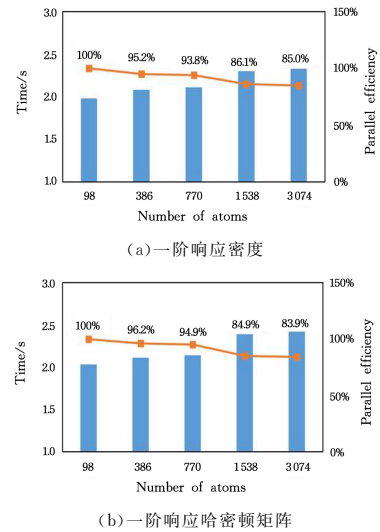 3.0
2.5
2.0
1.5
1.0
Time/s
150%
100%
50%
0%
Parallel efficiency
100% 95.2% 93.8% 86.1% 85.0%
98 386 770 1 538 3 074
Number of atoms
(a)一阶响应密度
3.0
2.5
2.0
1.5
1.0
Time/s
150%
100%
50%
0%
Parallel efficiency
100% 96.2% 94.9% 84.9% 83.9%
98 386 770 1 538 3 074
Number of atoms
(b)一阶响应哈密顿矩阵